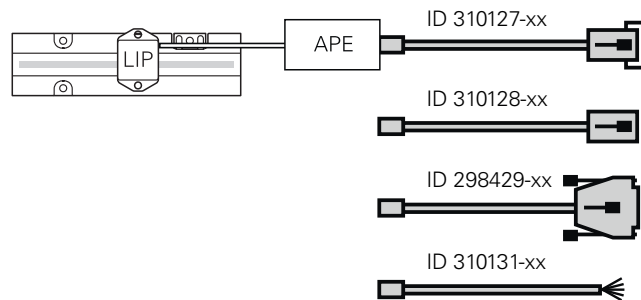 ID 310127-xx
LIP
APE
ID 310128-xx
ID 298429-xx
ID 310131-xx